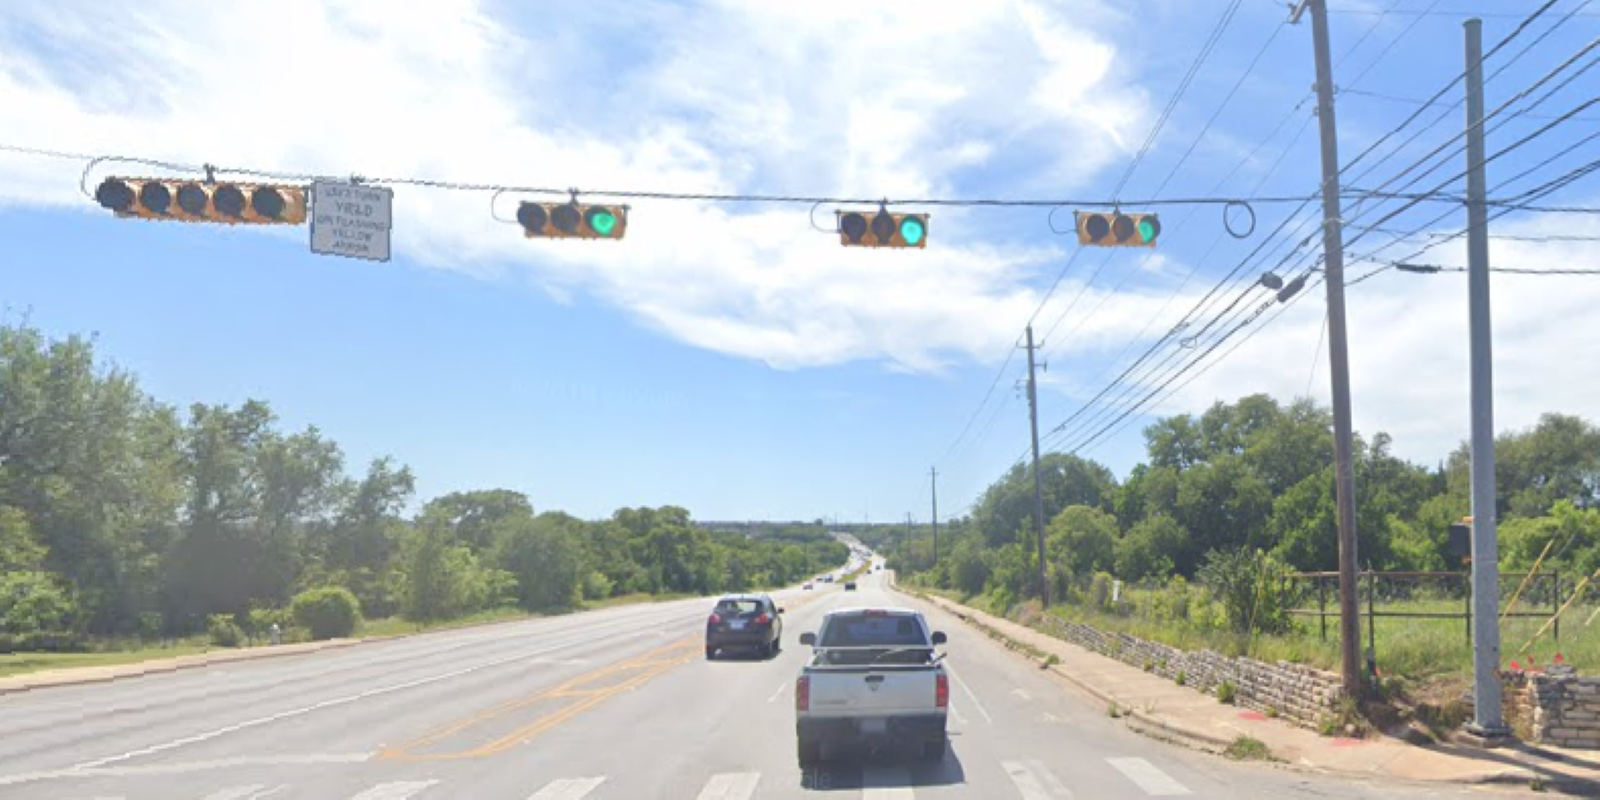 LEFT TURN
YIELD
ON FLASHING
YELLOW
ARROW